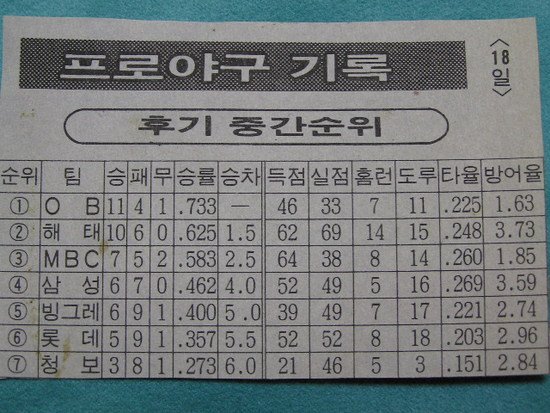 프로야구 기록
〈18일〉
후기 중간순위
순위 팀 승 패 무 승률 승차 득점 실점 홈런 도루 타율 방어율
① O B 11 4 1 .733 — 46 33 7 11 .225 1.63
② 해 태 10 6 0 .625 1.5 62 69 14 15 .248 3.73
③ MBC 7 5 2 .583 2.5 64 38 8 14 .260 1.85
④ 삼 성 6 7 0 .462 4.0 52 49 5 16 .269 3.59
⑤ 빙그레 6 9 1 .400 5.0 39 49 7 17 .221 2.74
⑥ 롯 데 5 9 1 .357 5.5 52 52 8 18 .203 2.96
⑦ 청 보 3 8 1 .273 6.0 21 46 5 3 .151 2.84